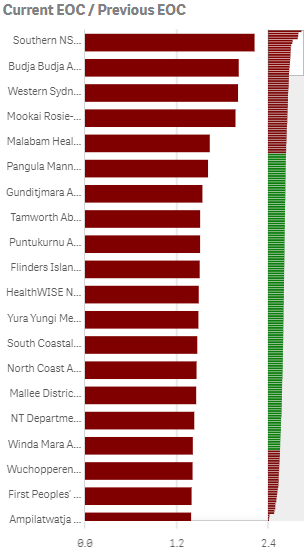 Current EOC / Previous EOC
Southern NS...
Budja Budja A...
Western Sydn...
Mookai Rosie-...
Malabam Heal...
Pangula Mann...
Gunditjmara A...
Tamworth Ab...
Puntukurnu A...
Flinders Islan...
HealthWISE N...
Yura Yungi Me...
South Coastal...
North Coast A...
Mallee Distric...
NT Departme...
Winda Mara A...
Wuchopperen...
First Peoples' ...
Ampilatwatja ...
0.0 1.2 2.4